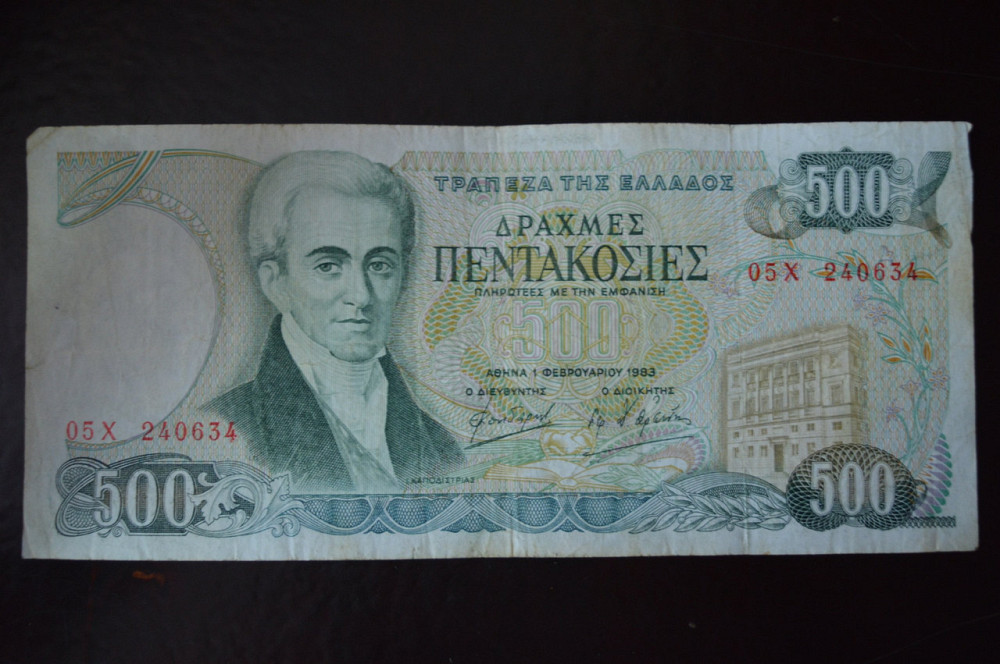 ΤΡΑΠΕΖΑ ΤΗΣ ΕΛΛΑΔΟΣ
500
ΔΡΑΧΜΕΣ
ΠΕΝΤΑΚΟΣΙΕΣ
05Χ 240634
ΠΛΗΡΩΤΕΕΣ ΜΕ ΤΗΝ ΕΜΦΑΝΙΣΗ
500
ΑΘΗΝΑ 1 ΦΕΒΡΟΥΑΡΙΟΥ 1983
Ο ΔΙΕΥΘΥΝΤΗΣ Ο ΔΙΟΙΚΗΤΗΣ
05Χ 240634
Ι.ΚΑΠΟΔΙΣΤΡΙΑΣ
500
500